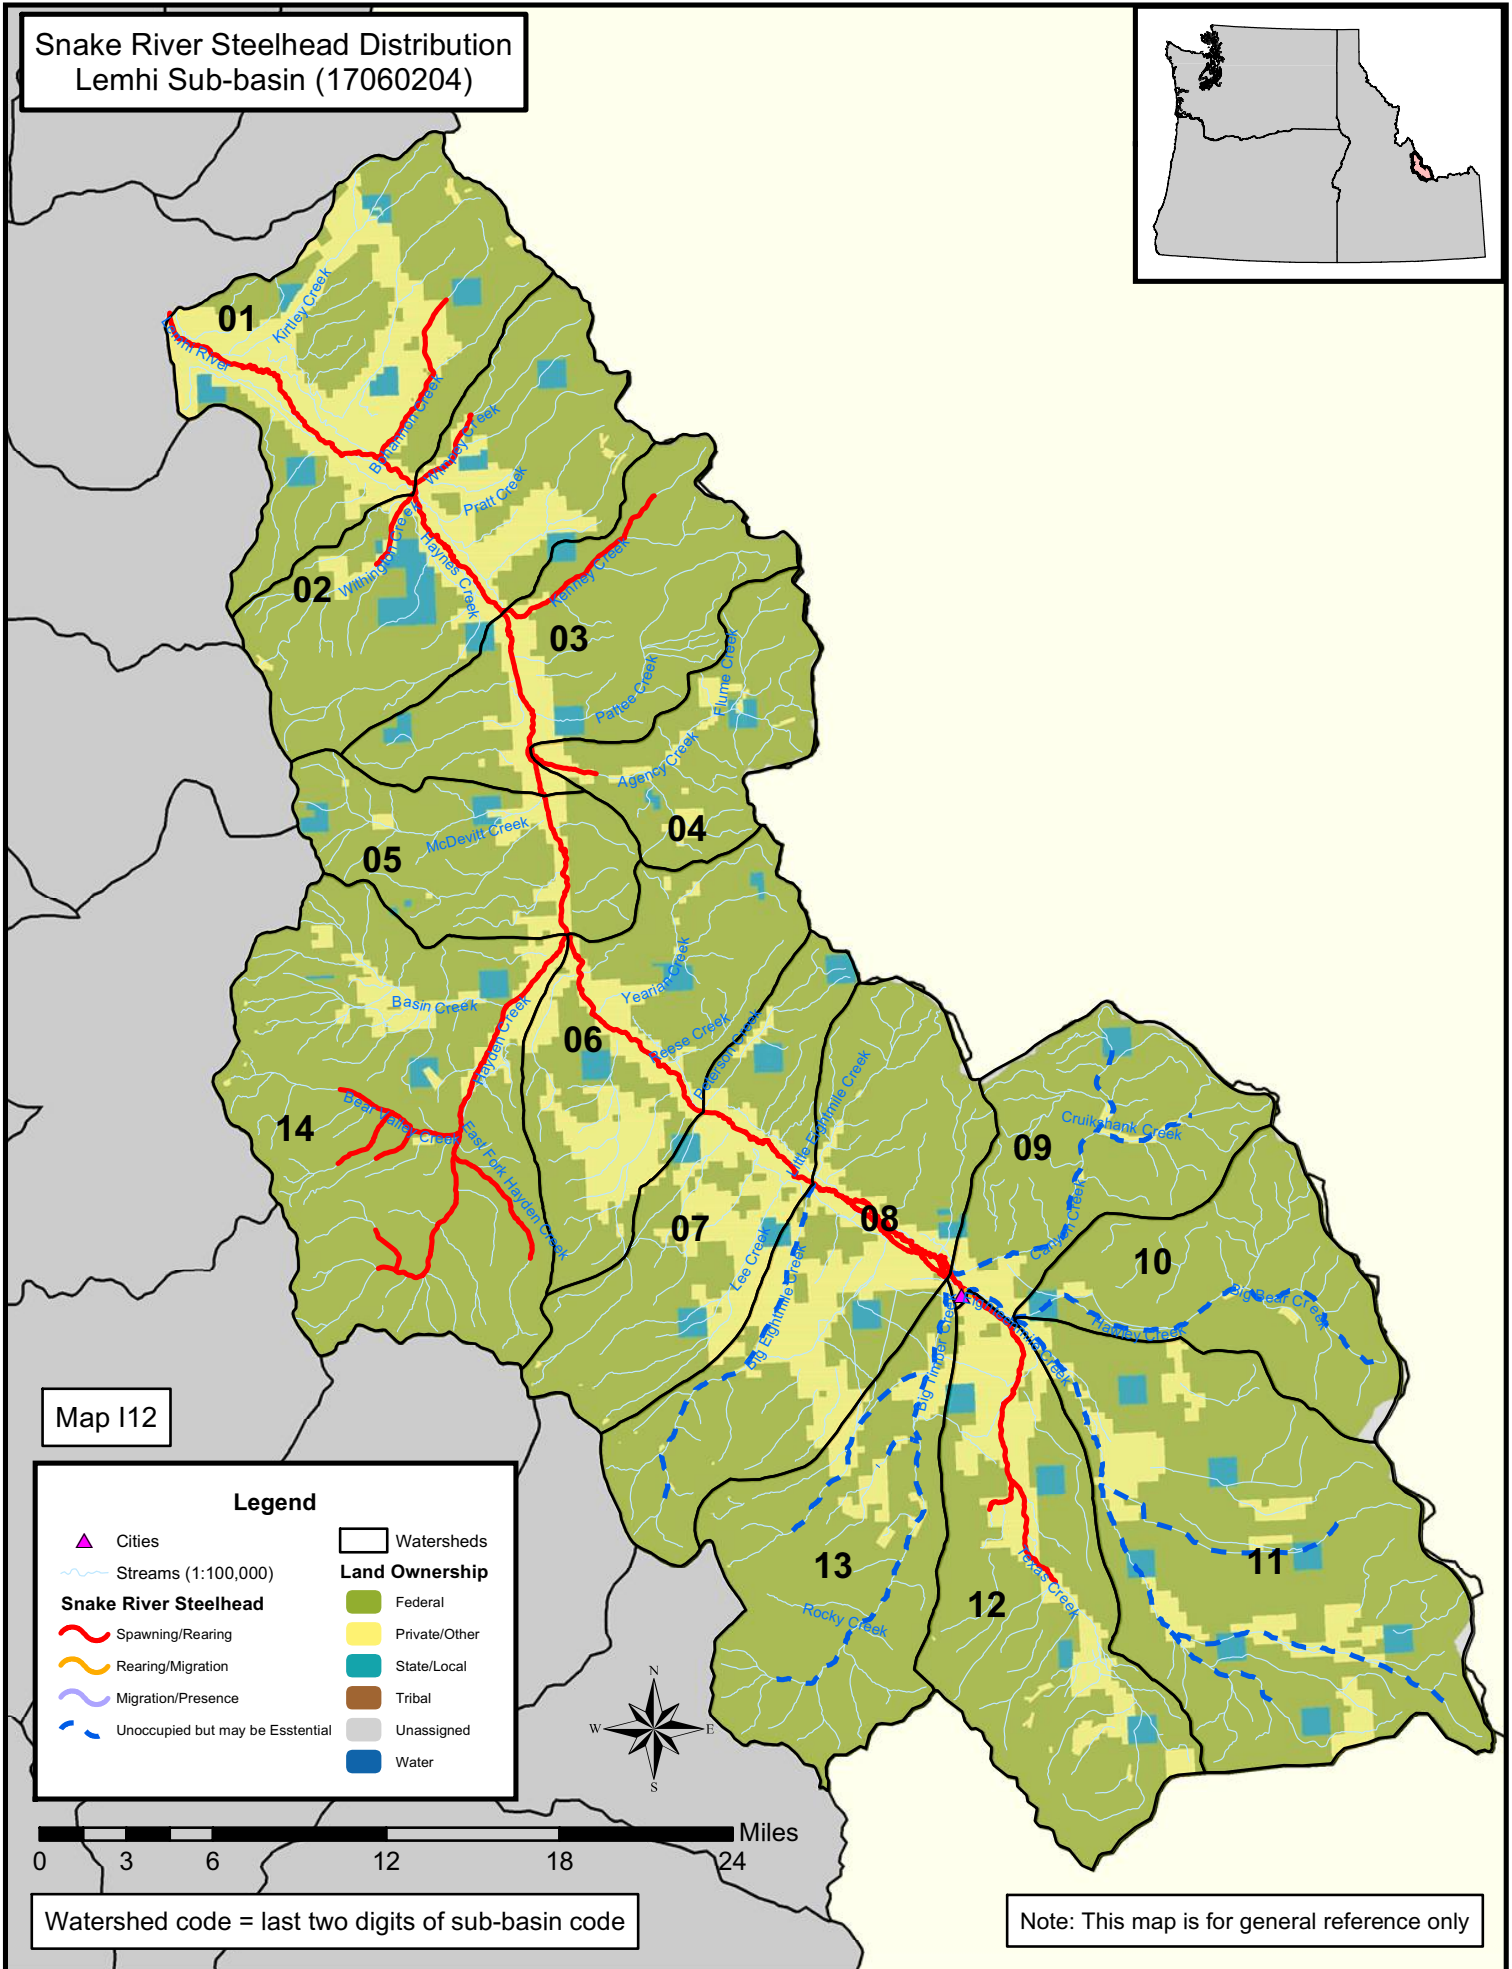 Snake River Steelhead Distribution
Lemhi Sub-basin (17060204)
01
Kirtley Creek
Lemhi River
Bohannon Creek
Wimpey Creek
Pratt Creek
Withington Creek
Haynes Creek
02
Kenney Creek
03
Pattee Creek
Flume Creek
Agency Creek
04
McDevitt Creek
05
Yearian Creek
Basin Creek
Hayden Creek
06
Reese Creek
Peterson Creek
Little Eightmile Creek
14
Bear Valley Creek
East Fork Hayden Creek
09
Cruikshank Creek
Canyon Creek
07
08
Lee Creek
Big Eightmile Creek
10
Big Bear Creek
Hawley Creek
Eighteenmile Creek
Big Timber Creek
13
12
11
Texas Creek
Rocky Creek
Map I12
Legend
Cities
Streams (1:100,000)
Snake River Steelhead
Spawning/Rearing
Rearing/Migration
Migration/Presence
Unoccupied but may be Esstential
Watersheds
Land Ownership
Federal
Private/Other
State/Local
Tribal
Unassigned
Water
N
W
E
S
Miles
0 3 6 12 18 24
Watershed code = last two digits of sub-basin code
Note: This map is for general reference only